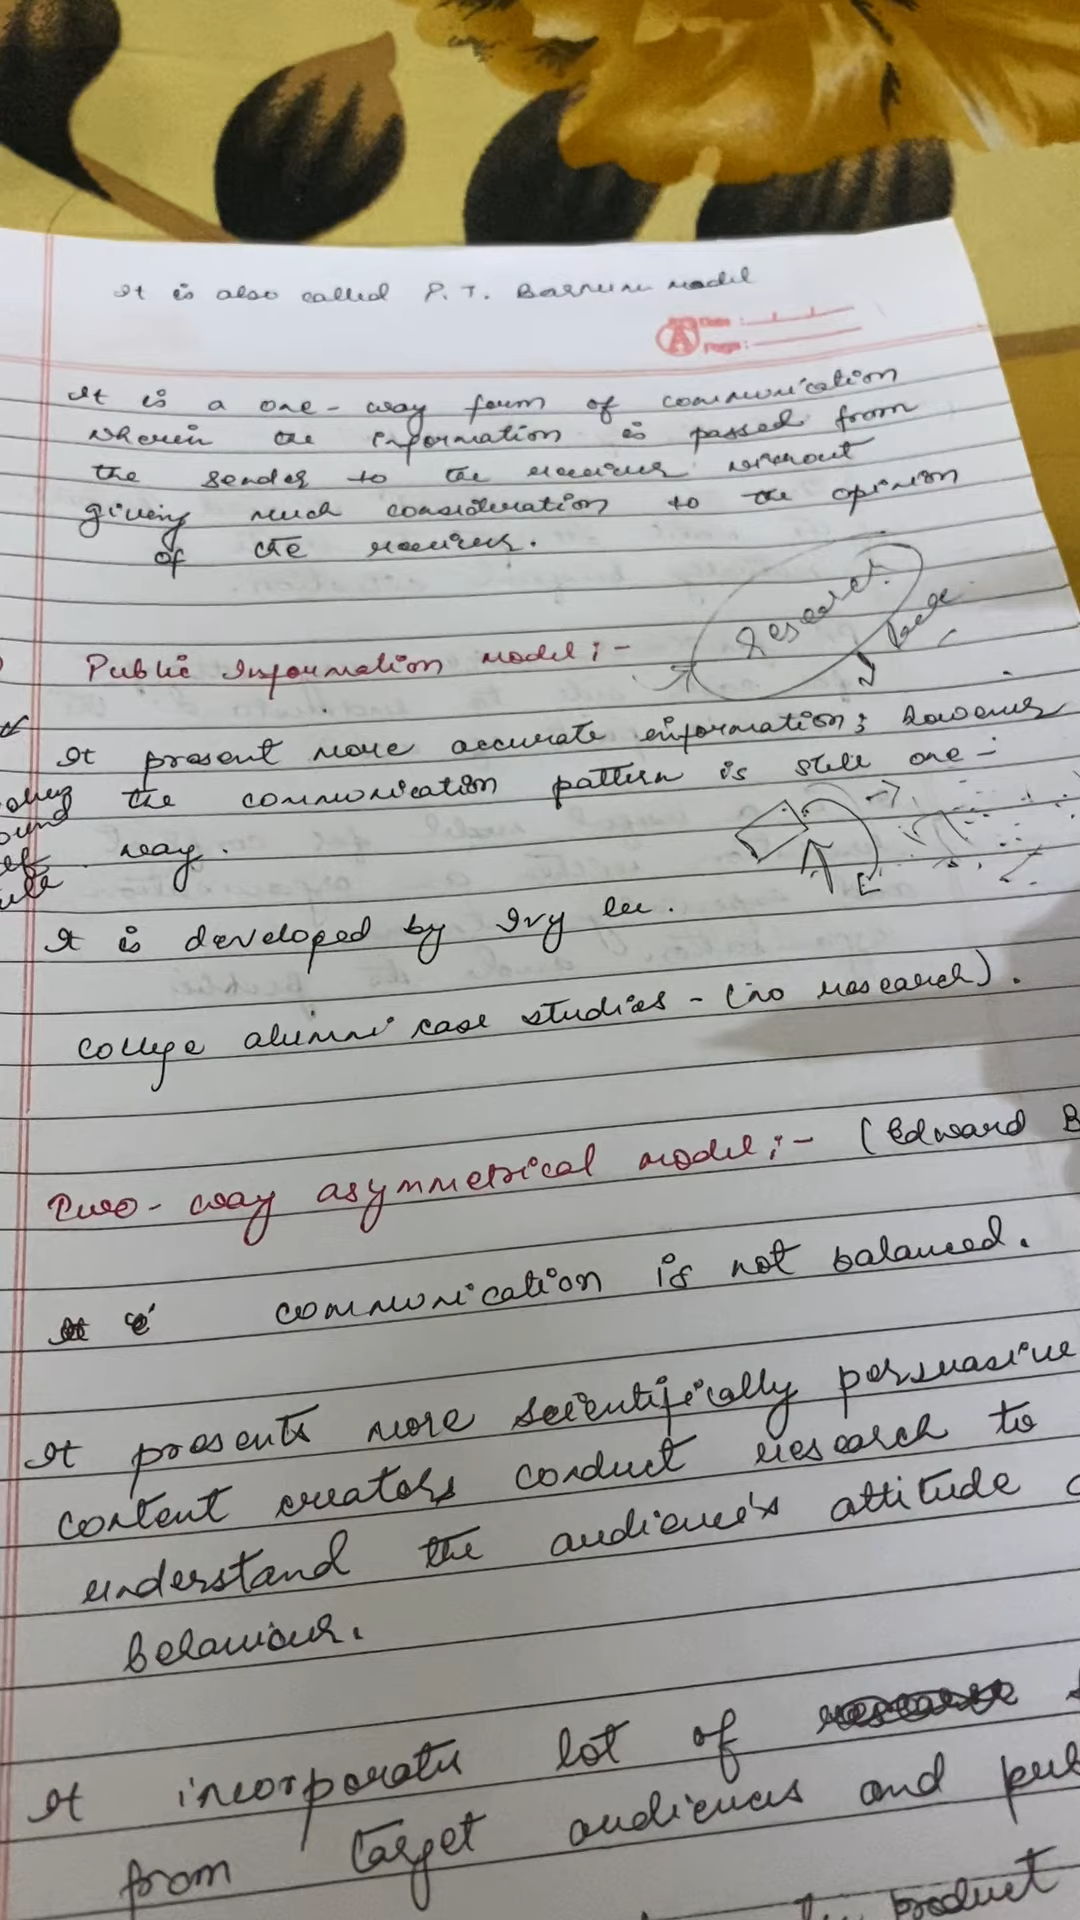 It is also called P. T. Barnum model
Date :
Page :
It is a one-way form of communication
wherein the information is passed from
the sender to the receiver without
giving much consideration to the opinion
of the receiver.
Research
Public Information model :-
It present more accurate information; however
the communication pattern is still one-
way.
It is developed by Ivy lee.
College alumni case studies - (no research).
Two-way asymmetrical model :- (Edward B
communication is not balanced.
It presents more scientifically persuasive
content creators conduct research to
understand the audience's attitude
behaviour.
It incorporate lot of
from target audiences and pub
product